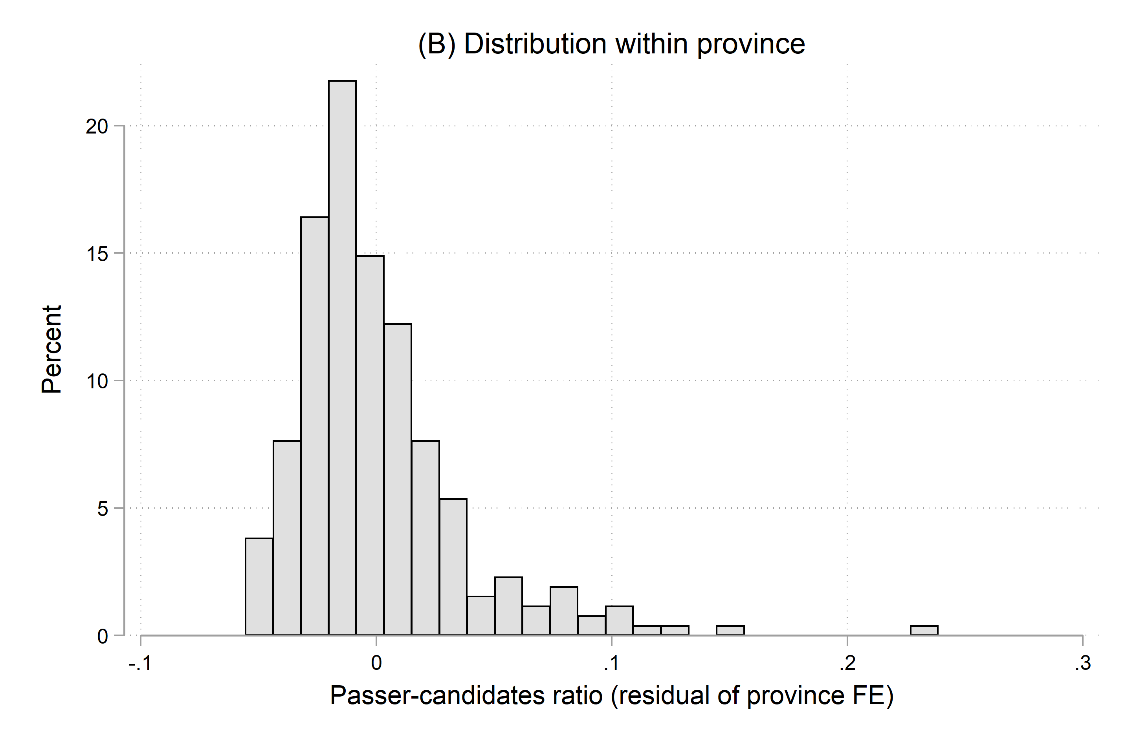 (B) Distribution within province
Percent
20
15
10
5
0
-.1 0 .1 .2 .3
Passer-candidates ratio (residual of province FE)